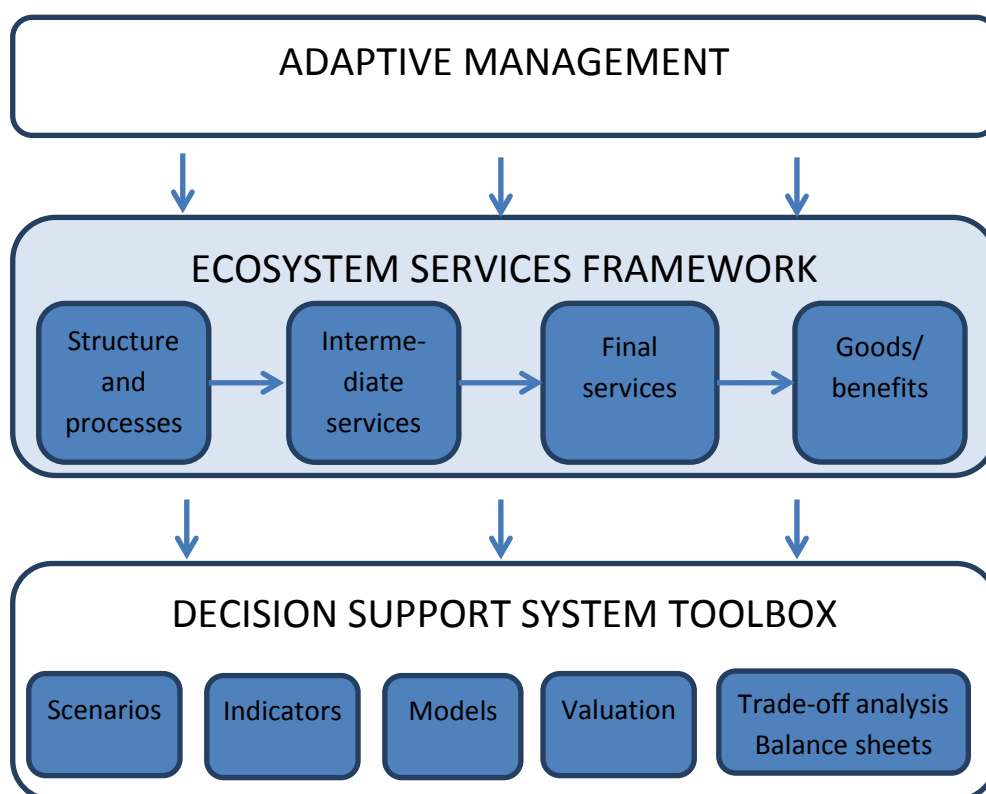 ADAPTIVE MANAGEMENT
ECOSYSTEM SERVICES FRAMEWORK
Structure
and
processes
Interme-
diate
services
Final
services
Goods/
benefits
DECISION SUPPORT SYSTEM TOOLBOX
Scenarios
Indicators
Models
Valuation
Trade-off analysis
Balance sheets